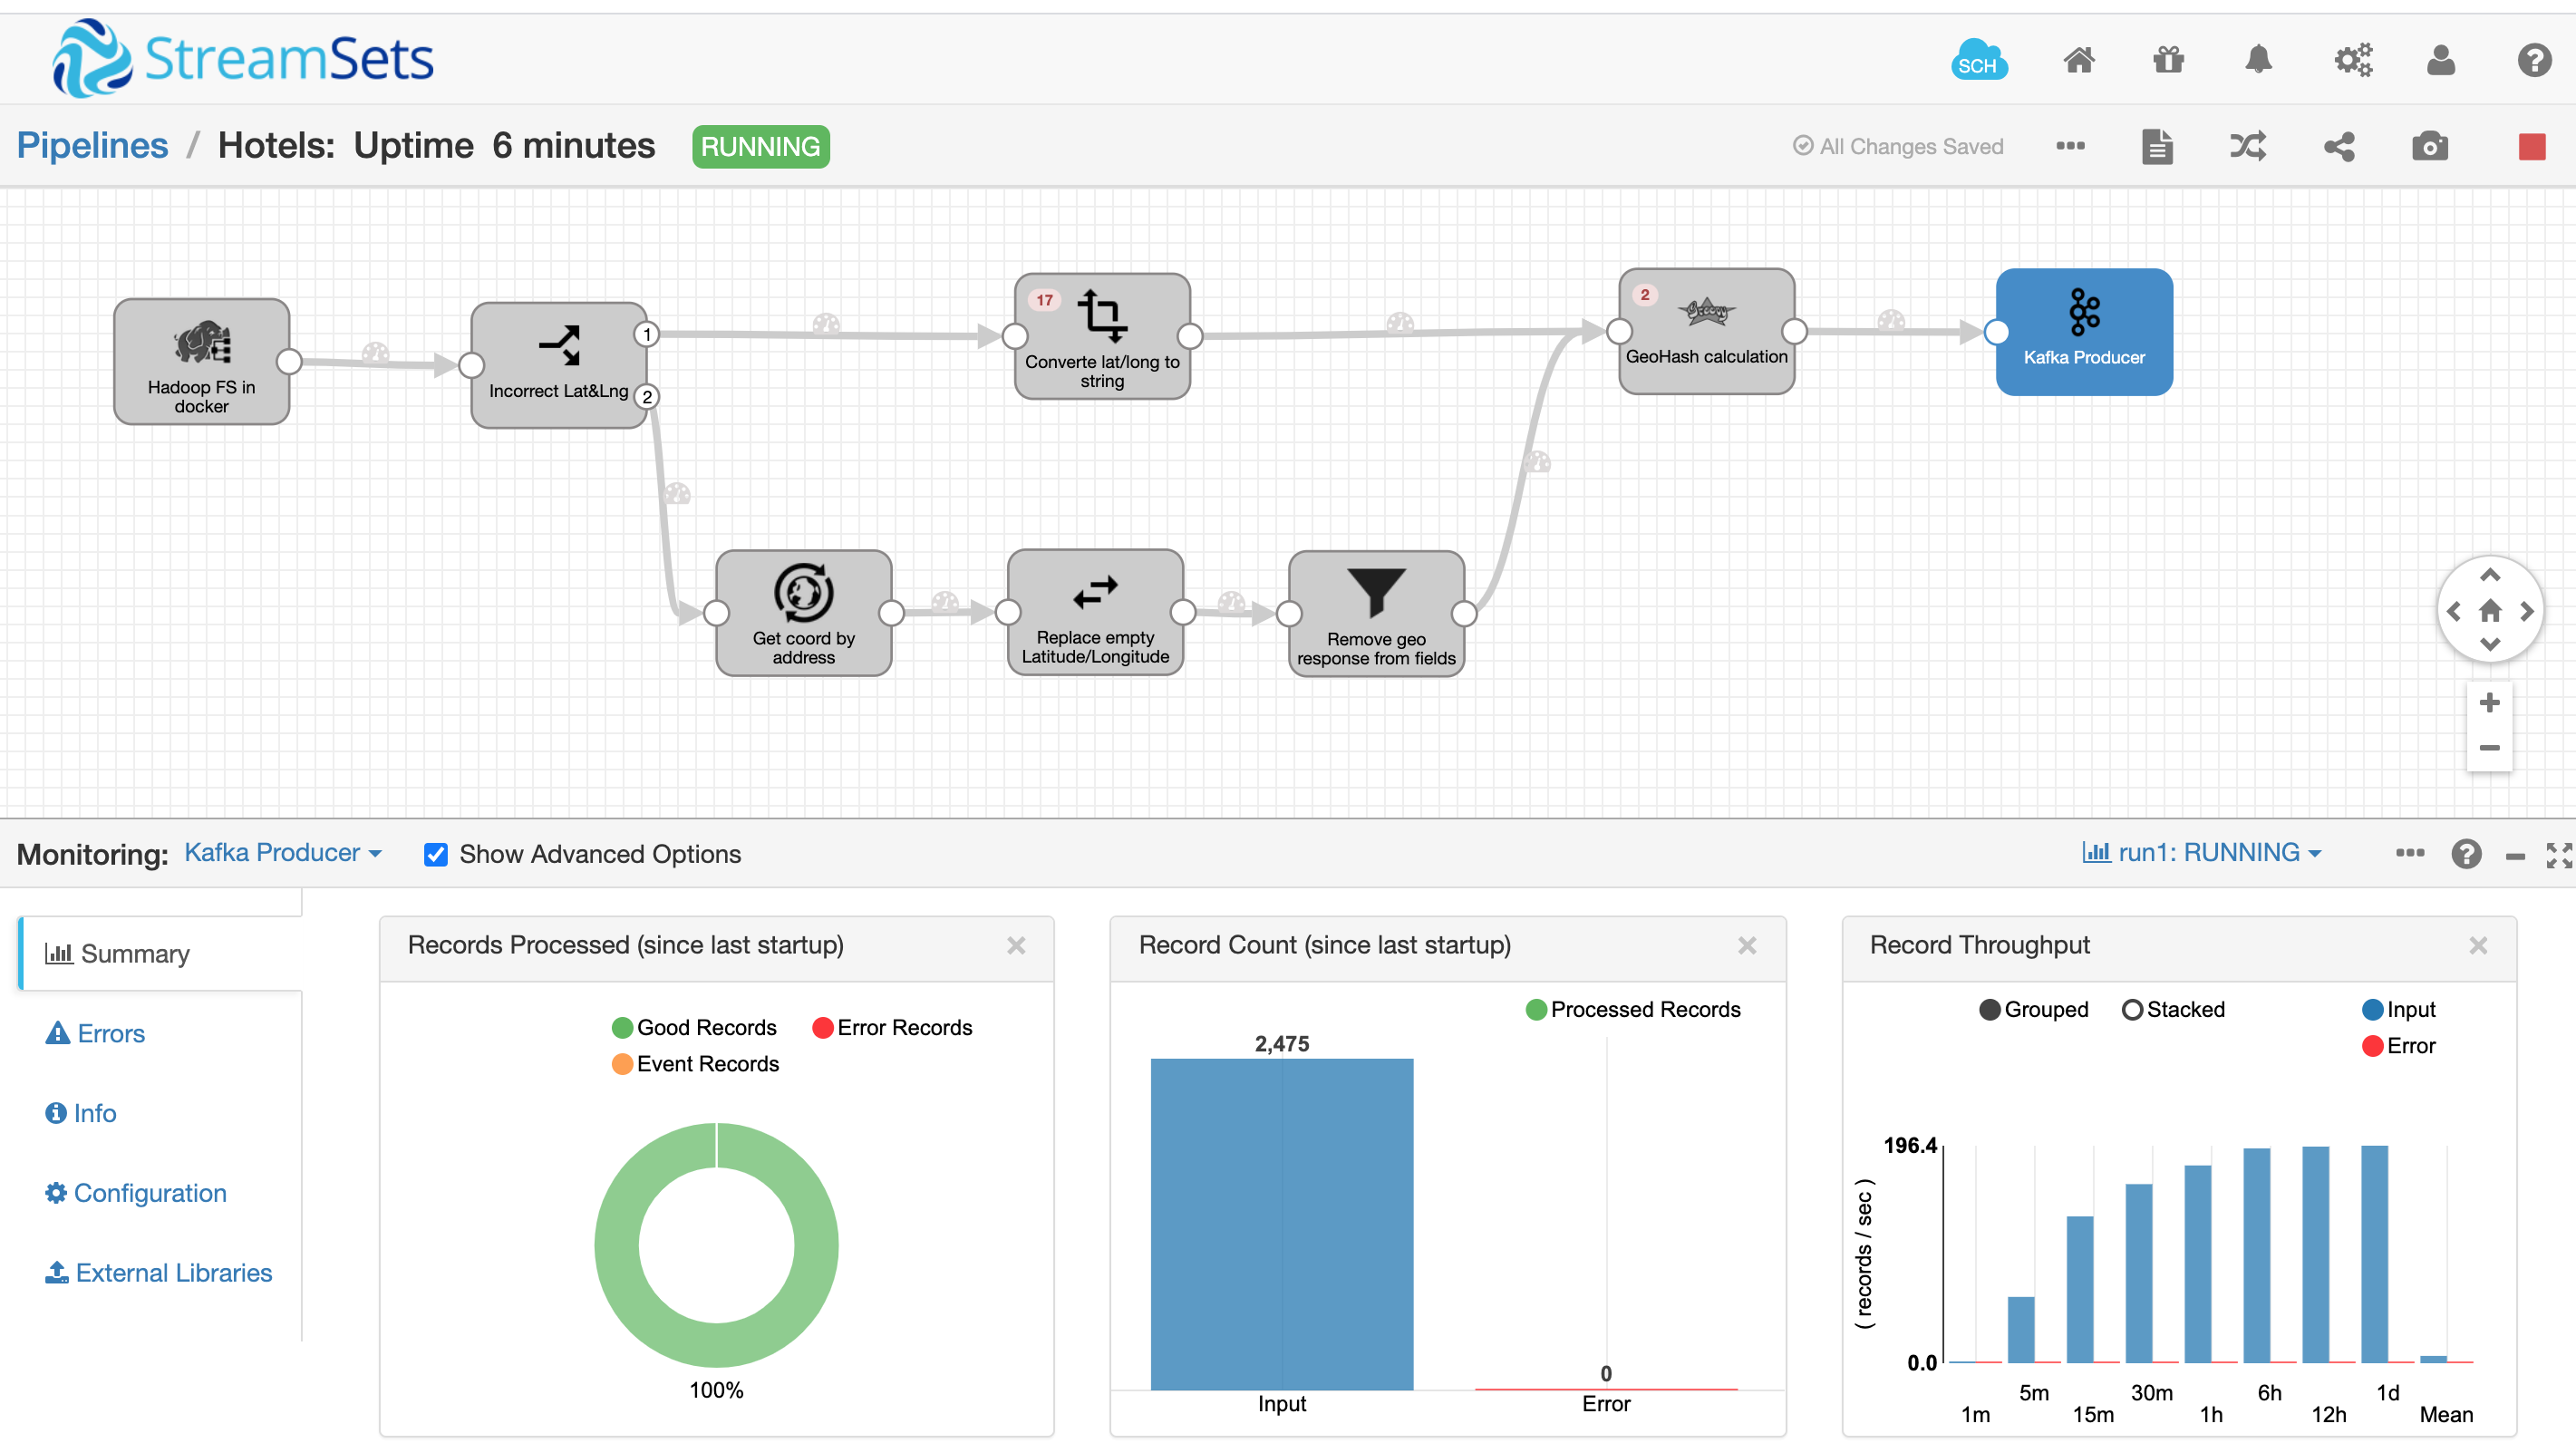 StreamSets
SCH
Pipelines / Hotels: Uptime 6 minutes RUNNING
All Changes Saved
Hadoop FS in
docker
Incorrect Lat&Lng
1
2
17
Converte lat/long to
string
2
Groovy
GeoHash calculation
Kafka Producer
Get coord by
address
Replace empty
Latitude/Longitude
Remove geo
response from fields
Monitoring: Kafka Producer Show Advanced Options
run1: RUNNING
Summary
Errors
Info
Configuration
External Libraries
Records Processed (since last startup)
Good Records Error Records
Event Records
100%
Record Count (since last startup)
Processed Records
2,475
0
Input Error
Record Throughput
Grouped Stacked Input
Error
196.4
( records / sec )
0.0
5m 30m 6h 1d
1m 15m 1h 12h Mean